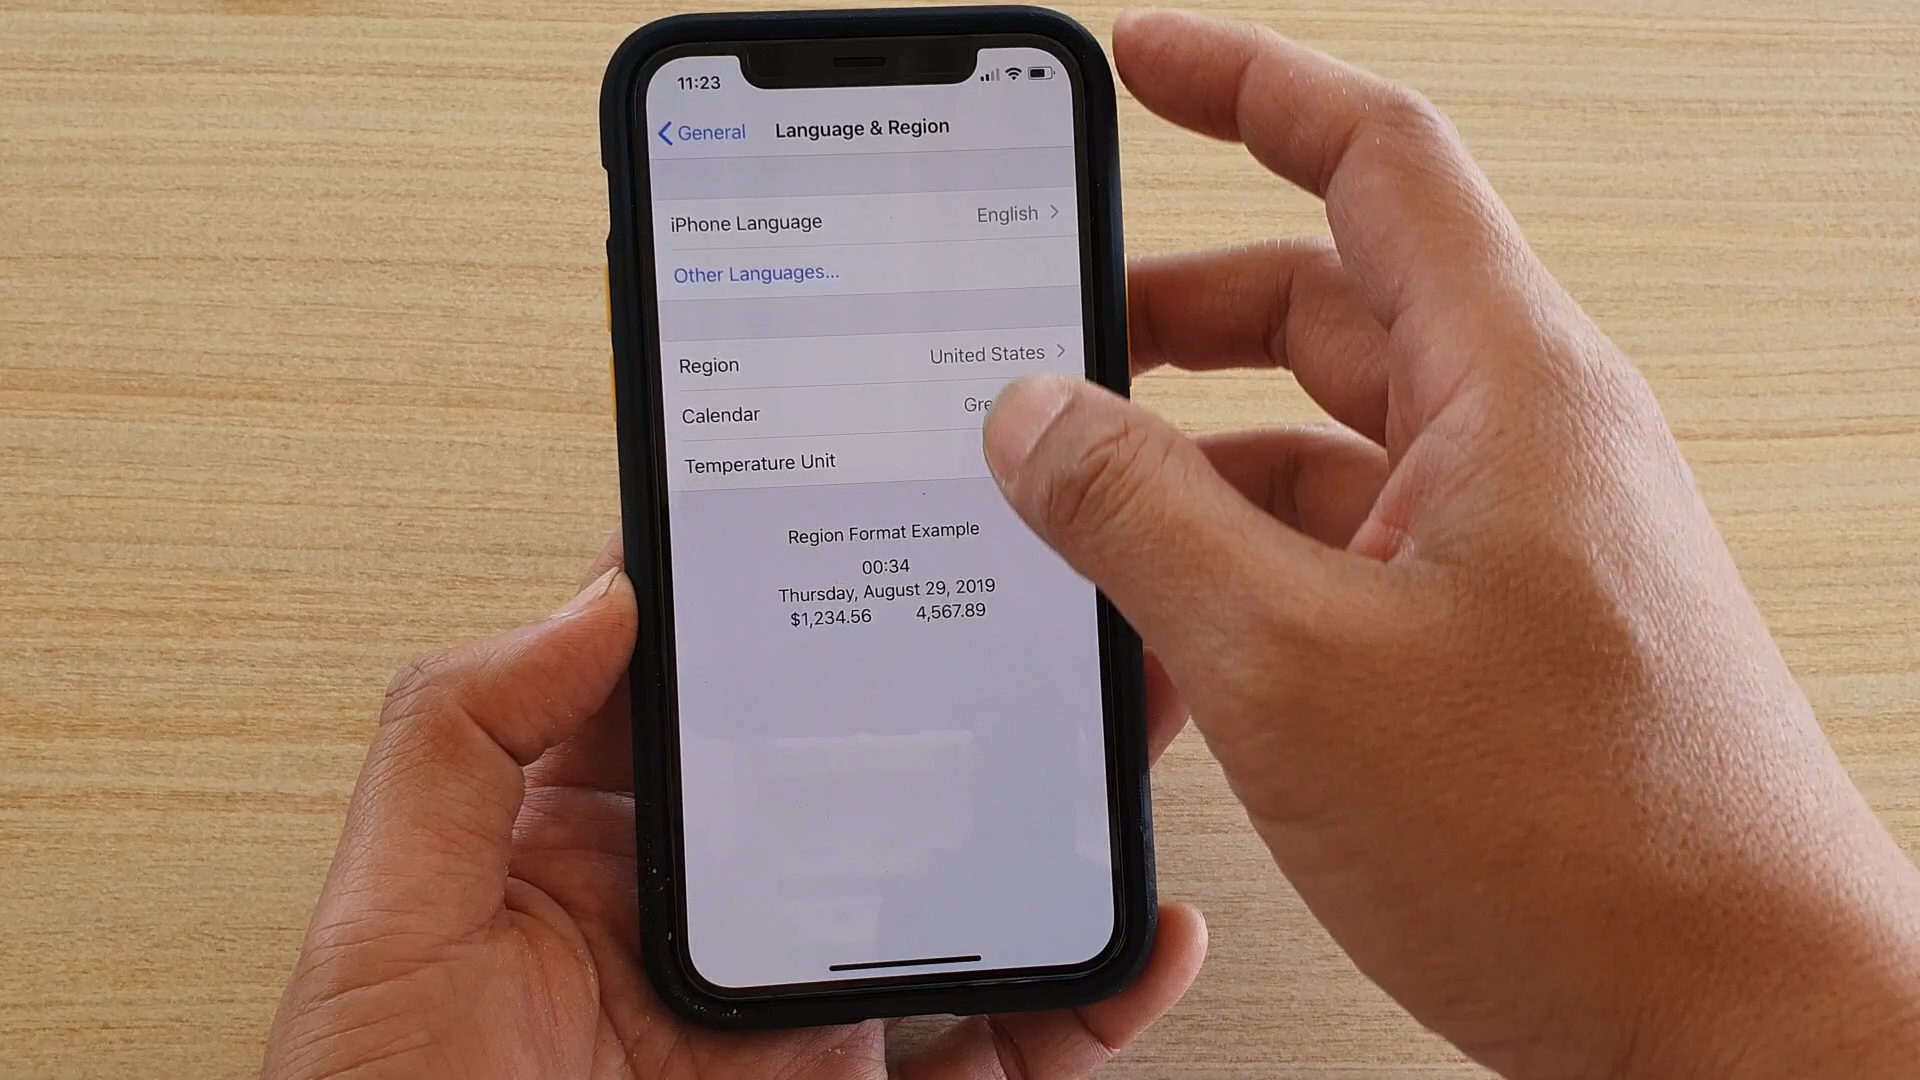 11:23
General Language & Region
iPhone Language English
Other Languages...
Region United States
Calendar
Temperature Unit
Region Format Example
00:34
Thursday, August 29, 2019
$1,234.56 4,567.89